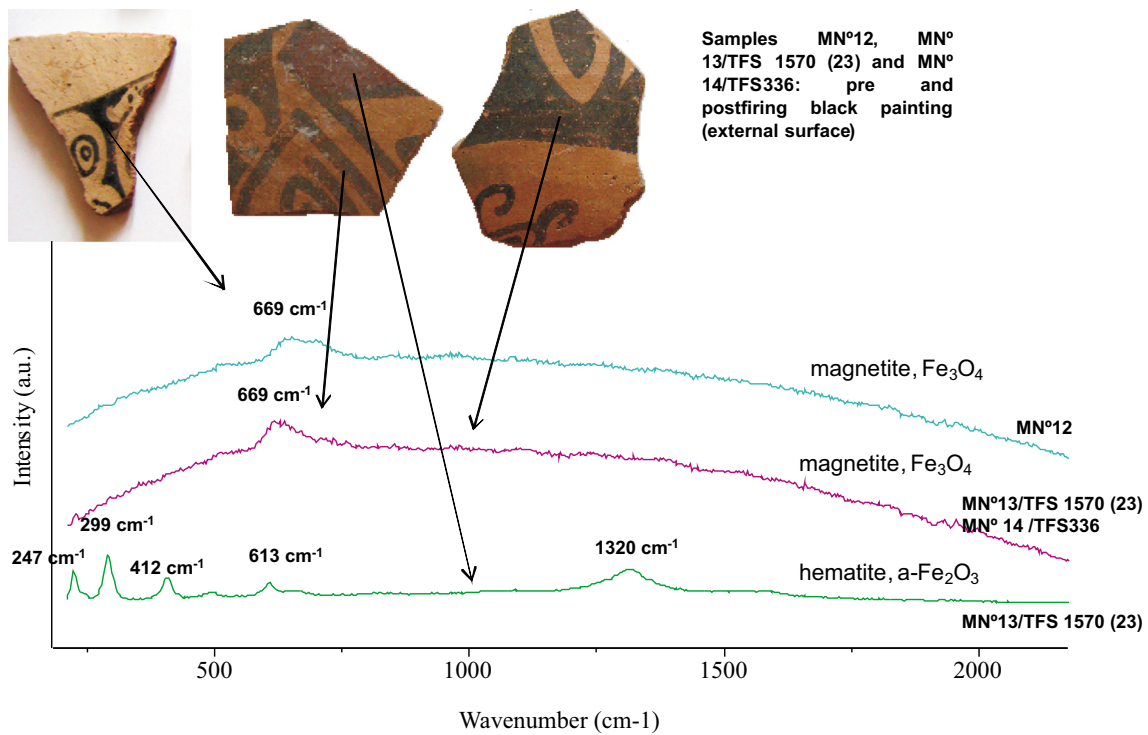 Samples MNº12, MNº
13/TFS 1570 (23) and MNº
14/TFS336: pre and
postfiring black painting
(external surface)
669 cm-1
magnetite, Fe3O4
MNº12
669 cm-1
magnetite, Fe3O4
MNº13/TFS 1570 (23)
MNº 14 /TFS336
299 cm-1
247 cm-1
412 cm-1
613 cm-1
1320 cm-1
hematite, a-Fe2O3
MNº13/TFS 1570 (23)
Intensity (a.u.)
500
1000
1500
2000
Wavenumber (cm-1)